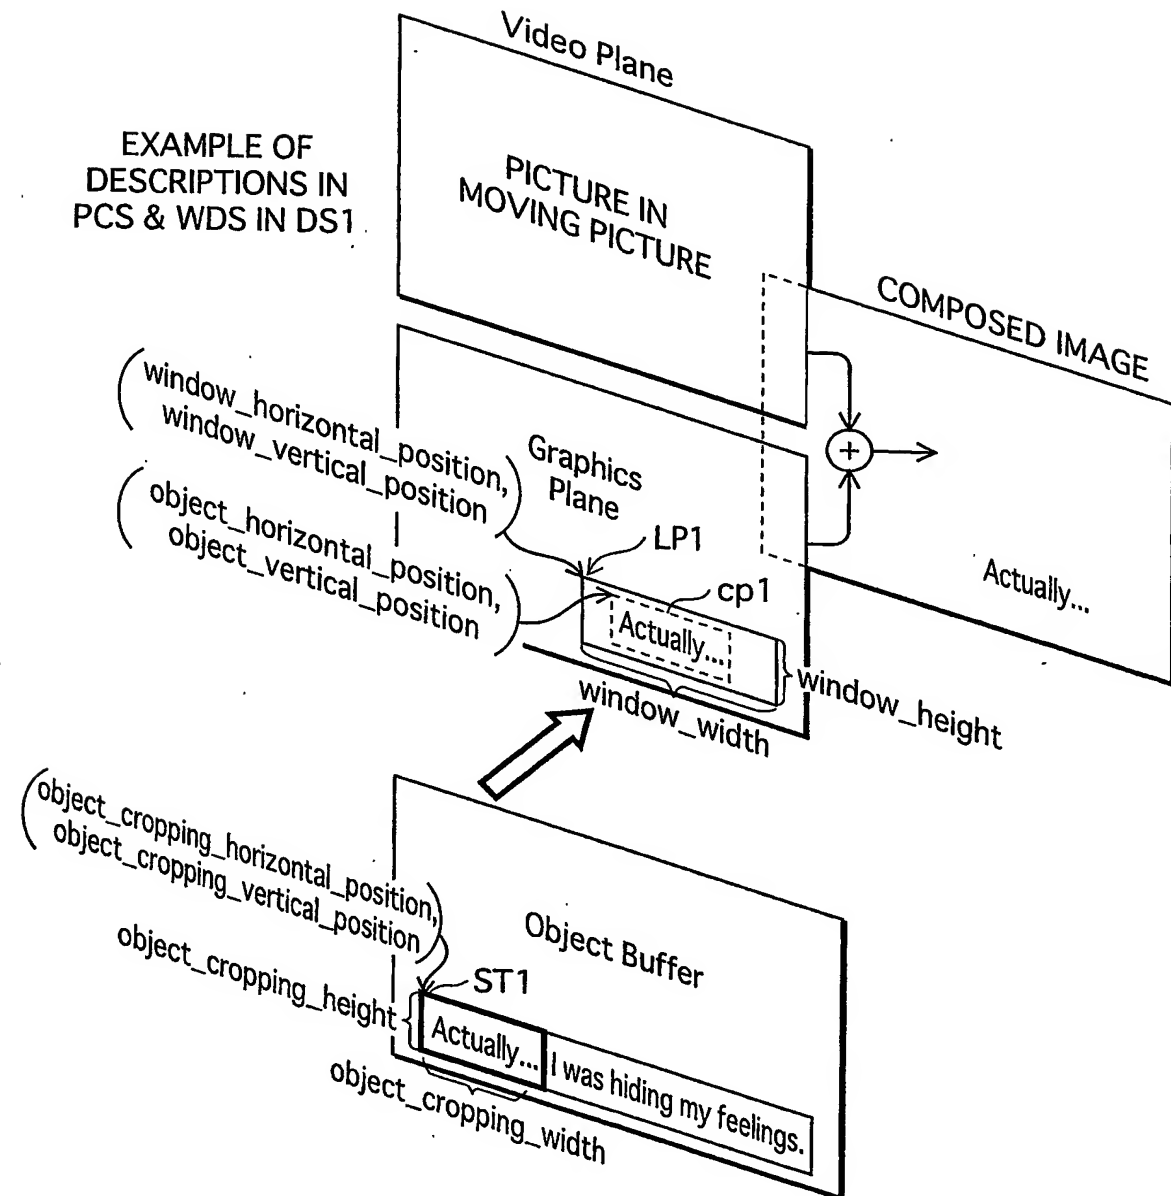 Video Plane
EXAMPLE OF
DESCRIPTIONS IN
PCS & WDS IN DS1
PICTURE IN
MOVING PICTURE
COMPOSED IMAGE
(window_horizontal_position,
window_vertical_position)
Graphics
Plane
(object_horizontal_position,
object_vertical_position)
LP1
cp1
+
Actually...
Actually...
window_height
window_width
(object_cropping_horizontal_position,
object_cropping_vertical_position)
Object Buffer
object_cropping_height
ST1
Actually... I was hiding my feelings.
object_cropping_width